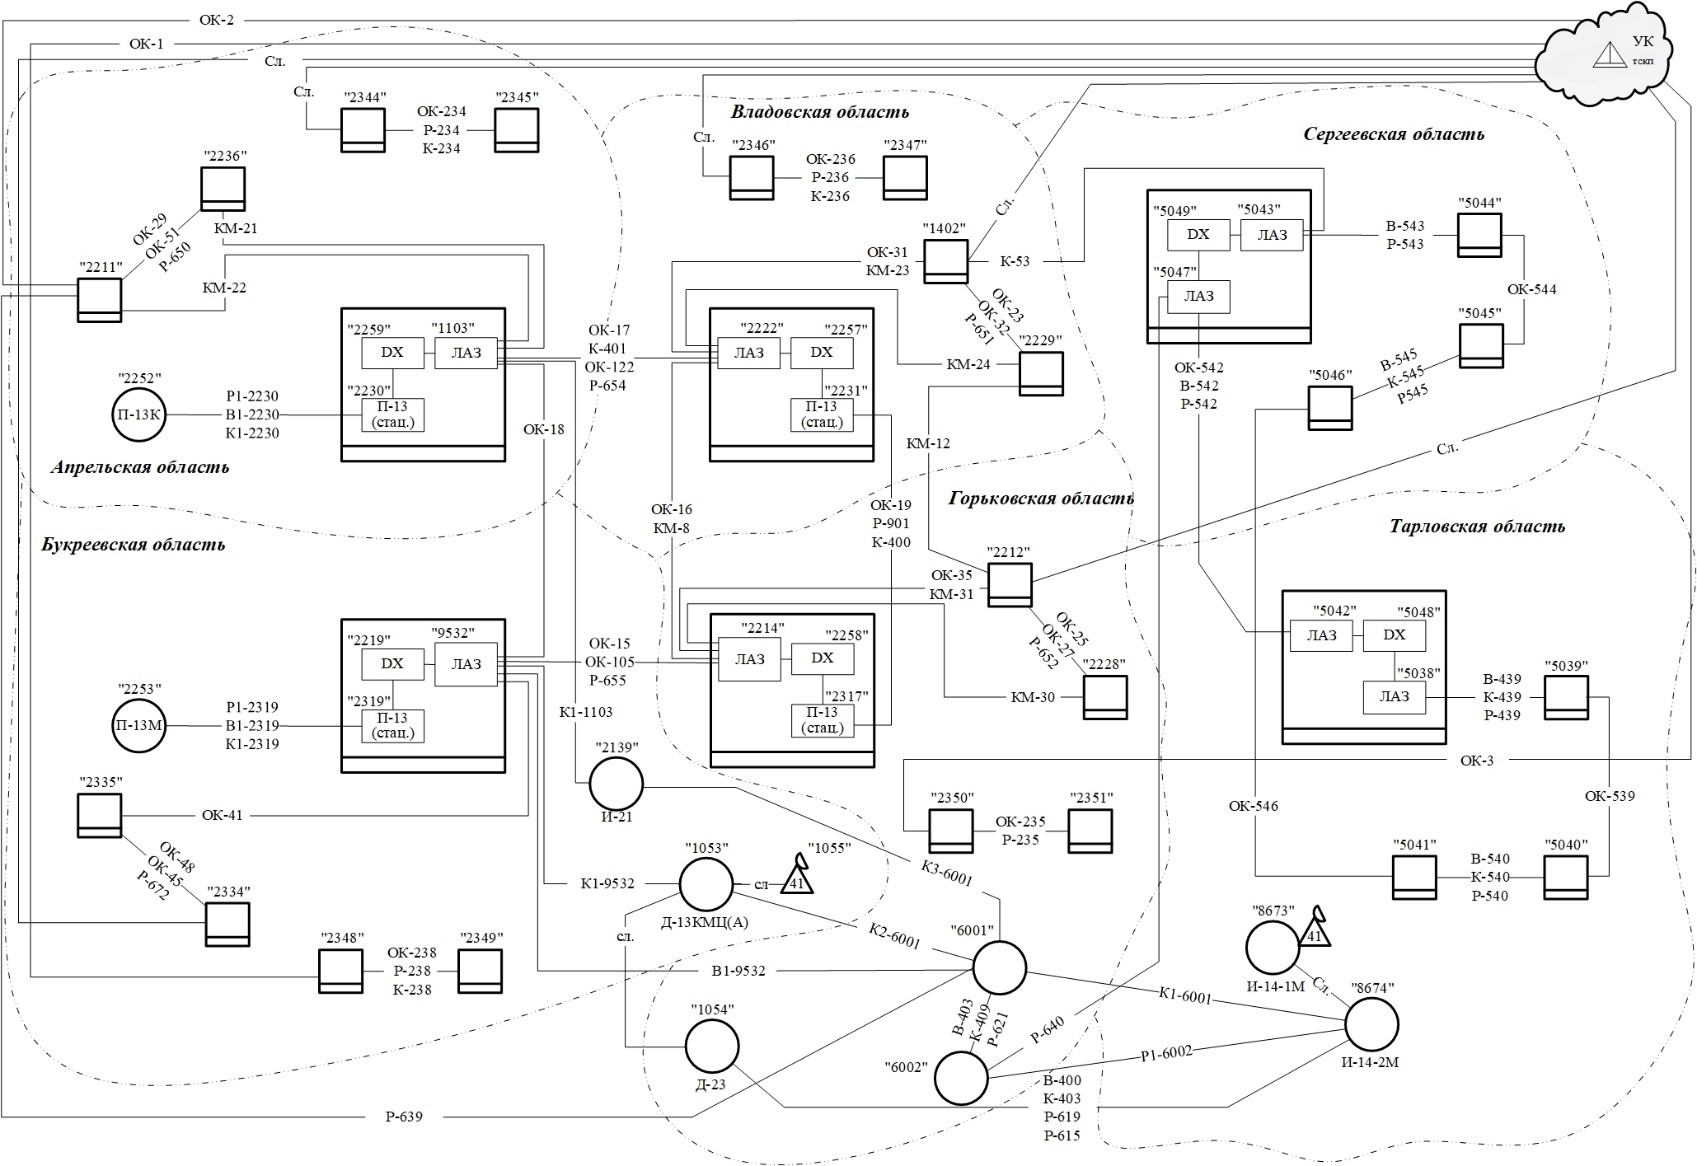 ОК-2
ОК-1
Сл.
УК
тскп
Сл.
"2344"
"2345"
ОК-234
Р-234
К-234
Владовская область
Сергеевская область
Сл.
"2346"
"2347"
ОК-236
Р-236
К-236
"2236"
ОК-29
ОК-51
Р-650
КМ-21
"2211"
КМ-22
Сл.
"1402"
ОК-31
КМ-23
К-53
ОК-23
ОК-32
Р-651
"2229"
КМ-24
КМ-12
"5049"
"5043"
DX
ЛАЗ
"5047"
ЛАЗ
В-543
Р-543
"5044"
ОК-544
"5045"
В-545
К-545
Р545
"5046"
ОК-542
В-542
Р-542
"2259"
"1103"
DX
ЛАЗ
"2230"
П-13
(стац.)
ОК-17
К-401
ОК-122
Р-654
"2222"
"2257"
ЛАЗ
DX
"2231"
П-13
(стац.)
"2252"
П-13К
Р1-2230
В1-2230
К1-2230
ОК-18
Апрельская область
Сл.
Горьковская область
Тарловская область
Букреевская область
ОК-16
КМ-8
ОК-19
Р-901
К-400
"2212"
ОК-35
КМ-31
ОК-25
ОК-27
Р-652
"2228"
КМ-30
"2219"
"9532"
DX
ЛАЗ
"2319"
П-13
(стац.)
ОК-15
ОК-105
Р-655
"2214"
"2258"
ЛАЗ
DX
"2317"
П-13
(стац.)
"5042"
"5048"
ЛАЗ
DX
"5038"
ЛАЗ
В-439
К-439
Р-439
"5039"
"2253"
П-13М
Р1-2319
В1-2319
К1-2319
К1-1103
"2139"
И-21
ОК-3
"2335"
ОК-41
ОК-48
ОК-45
Р-672
"2334"
"2350"
"2351"
ОК-235
Р-235
ОК-546
ОК-539
"5041"
"5040"
В-540
К-540
Р-540
К1-9532
"1053"
Д-13КМЦ(А)
сл
"1055"
41
К3-6001
сл.
К2-6001
"6001"
"8673"
41
И-14-1М
Сл.
"8674"
И-14-2М
"2348"
"2349"
ОК-238
Р-238
К-238
В1-9532
К1-6001
"1054"
Д-23
В-403
К-409
Р-621
Р-640
"6002"
Р1-6002
В-400
К-403
Р-619
Р-615
Р-639